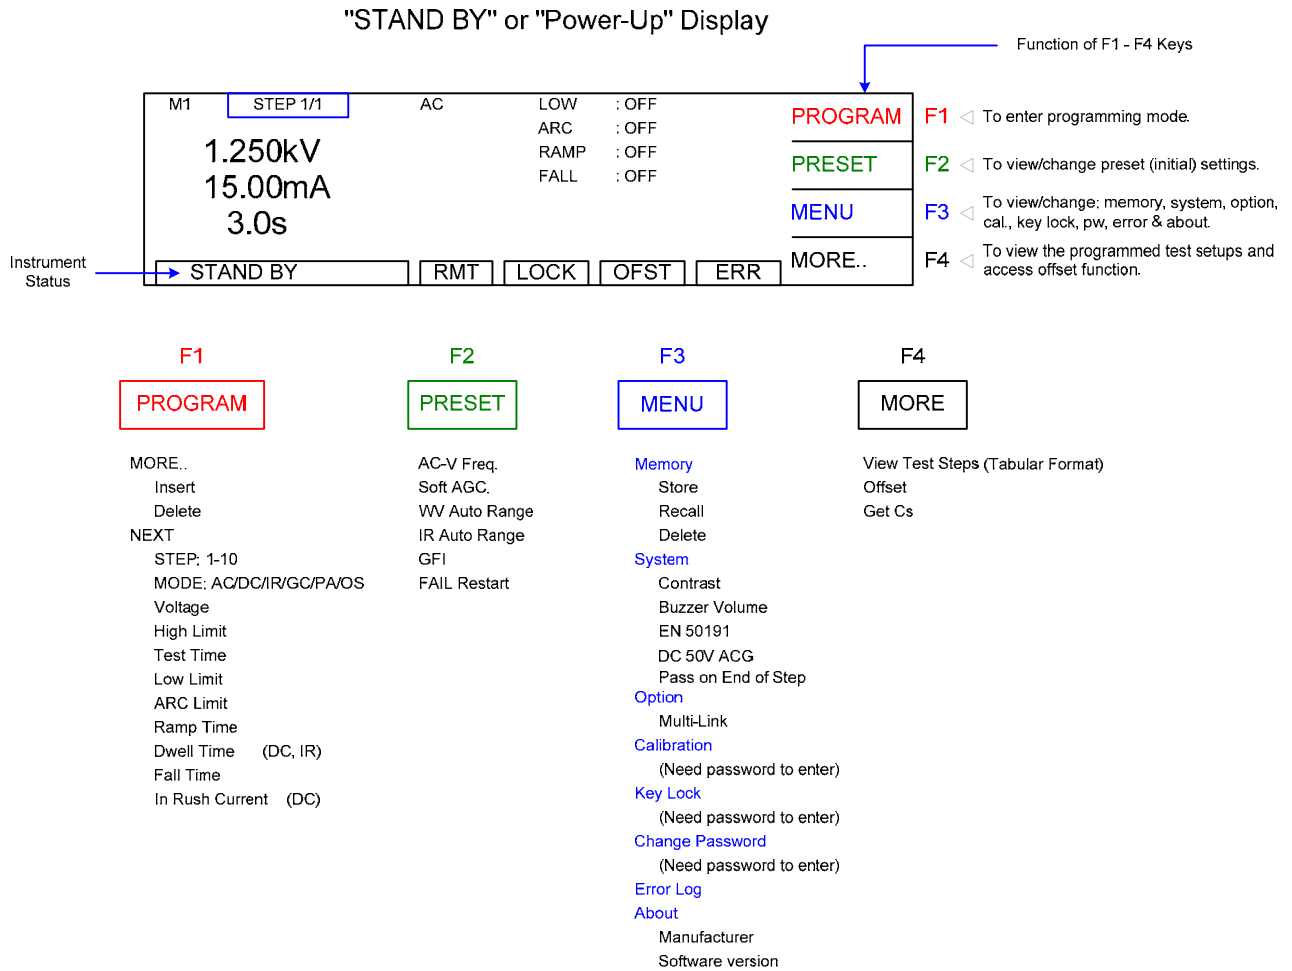 "STAND BY" or "Power-Up" Display
Function of F1 - F4 Keys
M1 STEP 1/1 AC LOW : OFF
ARC : OFF
RAMP : OFF
FALL : OFF
1.250kV
15.00mA
3.0s
PROGRAM F1 To enter programming mode.
PRESET F2 To view/change preset (initial) settings.
MENU F3 To view/change; memory, system, option,
cal., key lock, pw, error & about.
MORE.. F4 To view the programmed test setups and
access offset function.
Instrument
Status
STAND BY RMT LOCK OFST ERR
F1
PROGRAM
MORE..
Insert
Delete
NEXT
STEP; 1-10
MODE; AC/DC/IR/GC/PA/OS
Voltage
High Limit
Test Time
Low Limit
ARC Limit
Ramp Time
Dwell Time (DC, IR)
Fall Time
In Rush Current (DC)
F2
PRESET
AC-V Freq.
Soft AGC.
WV Auto Range
IR Auto Range
GFI
FAIL Restart
F3
MENU
Memory
Store
Recall
Delete
System
Contrast
Buzzer Volume
EN 50191
DC 50V ACG
Pass on End of Step
Option
Multi-Link
Calibration
(Need password to enter)
Key Lock
(Need password to enter)
Change Password
(Need password to enter)
Error Log
About
Manufacturer
Software version
F4
MORE
View Test Steps (Tabular Format)
Offset
Get Cs